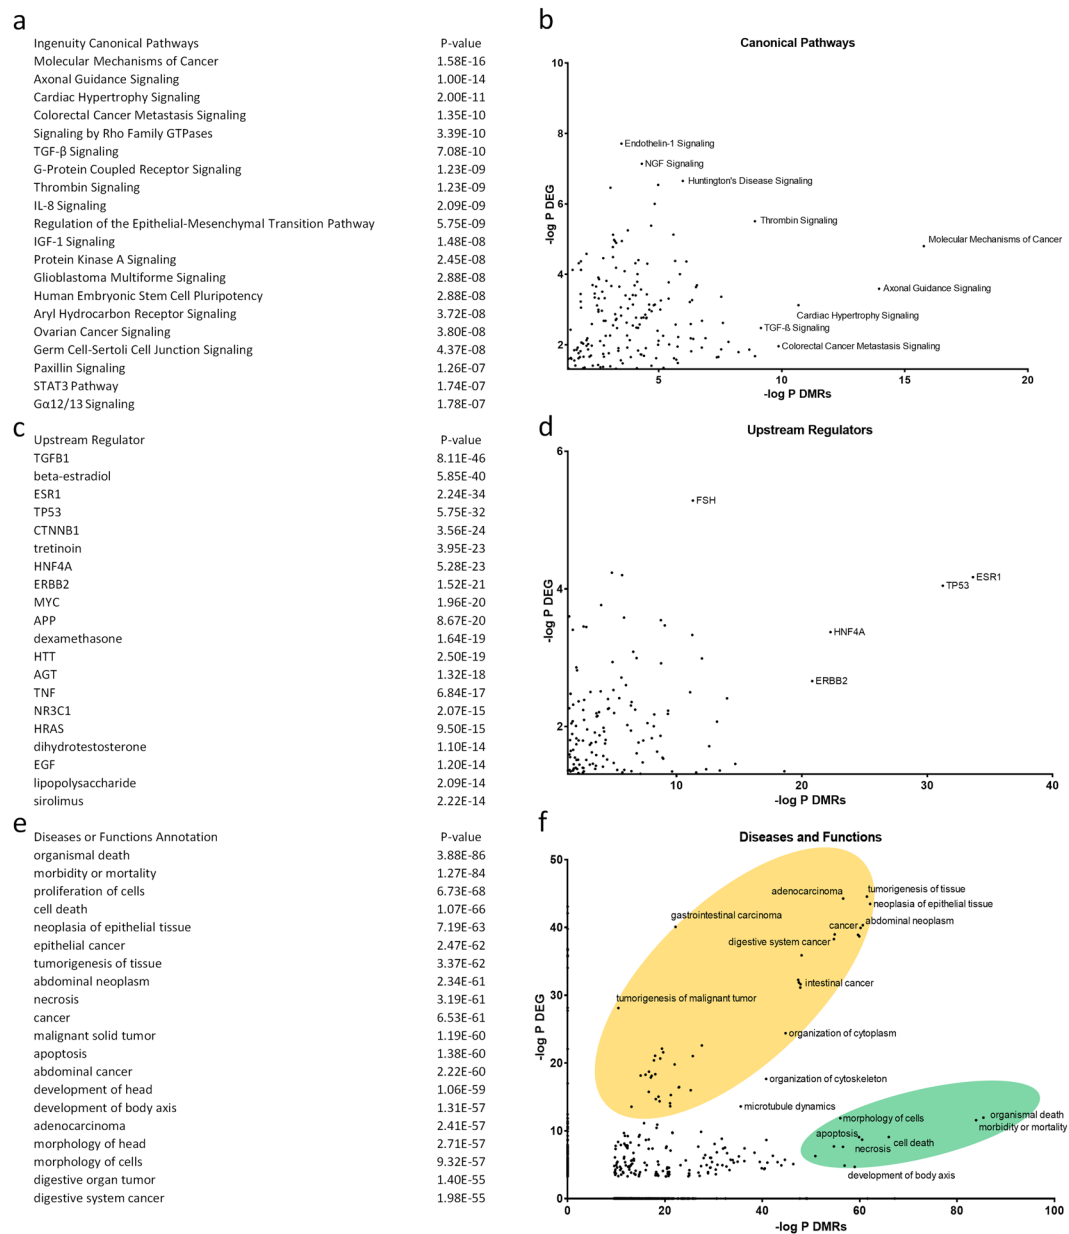 a
Ingenuity Canonical Pathways P-value
Molecular Mechanisms of Cancer 1.58E-16
Axonal Guidance Signaling 1.00E-14
Cardiac Hypertrophy Signaling 2.00E-11
Colorectal Cancer Metastasis Signaling 1.35E-10
Signaling by Rho Family GTPases 3.39E-10
TGF-β Signaling 7.08E-10
G-Protein Coupled Receptor Signaling 1.23E-09
Thrombin Signaling 1.23E-09
IL-8 Signaling 2.09E-09
Regulation of the Epithelial-Mesenchymal Transition Pathway 5.75E-09
IGF-1 Signaling 1.48E-08
Protein Kinase A Signaling 2.45E-08
Glioblastoma Multiforme Signaling 2.88E-08
Human Embryonic Stem Cell Pluripotency 2.88E-08
Aryl Hydrocarbon Receptor Signaling 3.72E-08
Ovarian Cancer Signaling 3.80E-08
Germ Cell-Sertoli Cell Junction Signaling 4.37E-08
Paxillin Signaling 1.26E-07
STAT3 Pathway 1.74E-07
Gα12/13 Signaling 1.78E-07
b
Canonical Pathways
10
8
6
4
2
-log P DEG
Endothelin-1 Signaling
NGF Signaling
Huntington's Disease Signaling
Thrombin Signaling
Molecular Mechanisms of Cancer
Axonal Guidance Signaling
Cardiac Hypertrophy Signaling
TGF-ß Signaling
Colorectal Cancer Metastasis Signaling
5 10 15 20
-log P DMRs
c
Upstream Regulator P-value
TGFB1 8.11E-46
beta-estradiol 5.85E-40
ESR1 2.24E-34
TP53 5.75E-32
CTNNB1 3.56E-24
tretinoin 3.95E-23
HNF4A 5.28E-23
ERBB2 1.52E-21
MYC 1.96E-20
APP 8.67E-20
dexamethasone 1.64E-19
HTT 2.50E-19
AGT 1.32E-18
TNF 6.84E-17
NR3C1 2.07E-15
HRAS 9.50E-15
dihydrotestosterone 1.10E-14
EGF 1.20E-14
lipopolysaccharide 2.09E-14
sirolimus 2.22E-14
d
Upstream Regulators
6
4
2
-log P DEG
FSH
ESR1
TP53
HNF4A
ERBB2
10 20 30 40
-log P DMRs
e
Diseases or Functions Annotation P-value
organismal death 3.88E-86
morbidity or mortality 1.27E-84
proliferation of cells 6.73E-68
cell death 1.07E-66
neoplasia of epithelial tissue 7.19E-63
epithelial cancer 2.47E-62
tumorigenesis of tissue 3.37E-62
abdominal neoplasm 2.34E-61
necrosis 3.19E-61
cancer 6.53E-61
malignant solid tumor 1.19E-60
apoptosis 1.38E-60
abdominal cancer 2.22E-60
development of head 1.06E-59
development of body axis 1.31E-57
adenocarcinoma 2.41E-57
morphology of head 2.71E-57
morphology of cells 9.32E-57
digestive organ tumor 1.40E-55
digestive system cancer 1.98E-55
f
Diseases and Functions
50
40
30
20
10
0
-log P DEG
adenocarcinoma
tumorigenesis of tissue
neoplasia of epithelial tissue
gastrointestinal carcinoma
abdominal neoplasm
cancer
digestive system cancer
intestinal cancer
tumorigenesis of malignant tumor
organization of cytoplasm
organization of cytoskeleton
microtubule dynamics
morphology of cells
organismal death
morbidity or mortality
apoptosis
cell death
necrosis
development of body axis
0 20 40 60 80 100
-log P DMRs